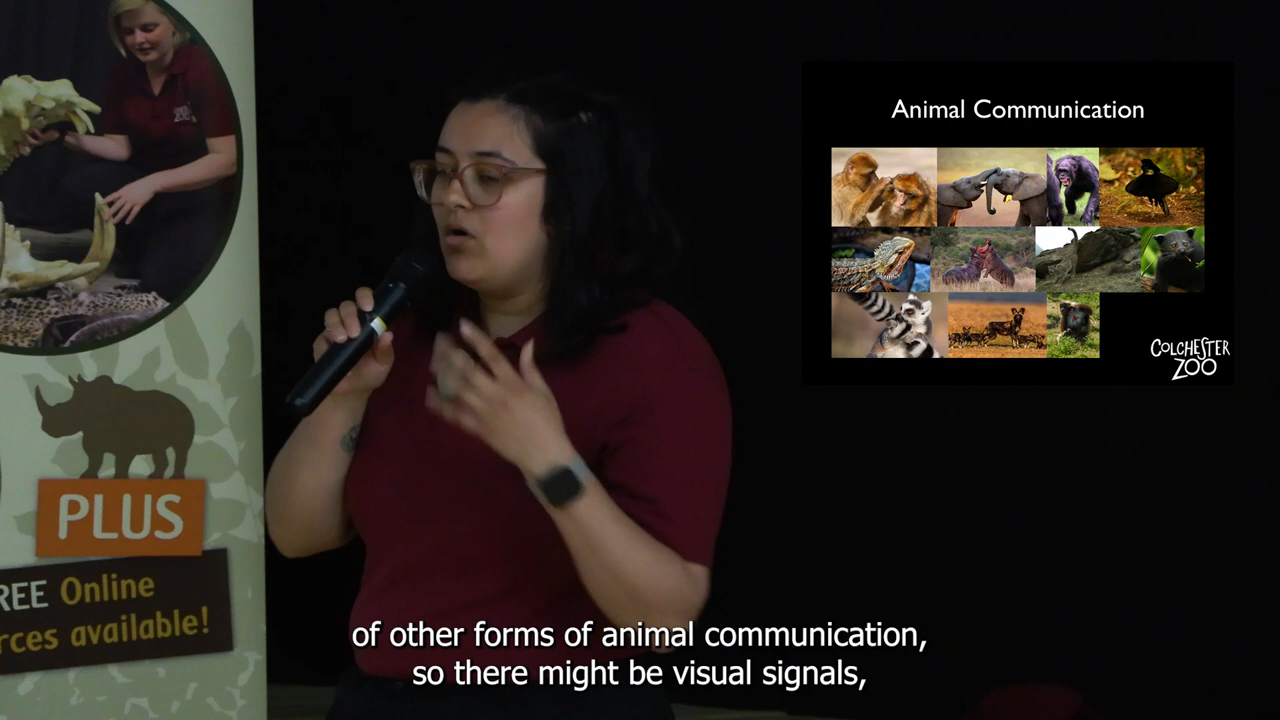 Animal Communication
COLCHESTER
ZOO
PLUS
REE Online
rces available!
of other forms of animal communication,
so there might be visual signals,